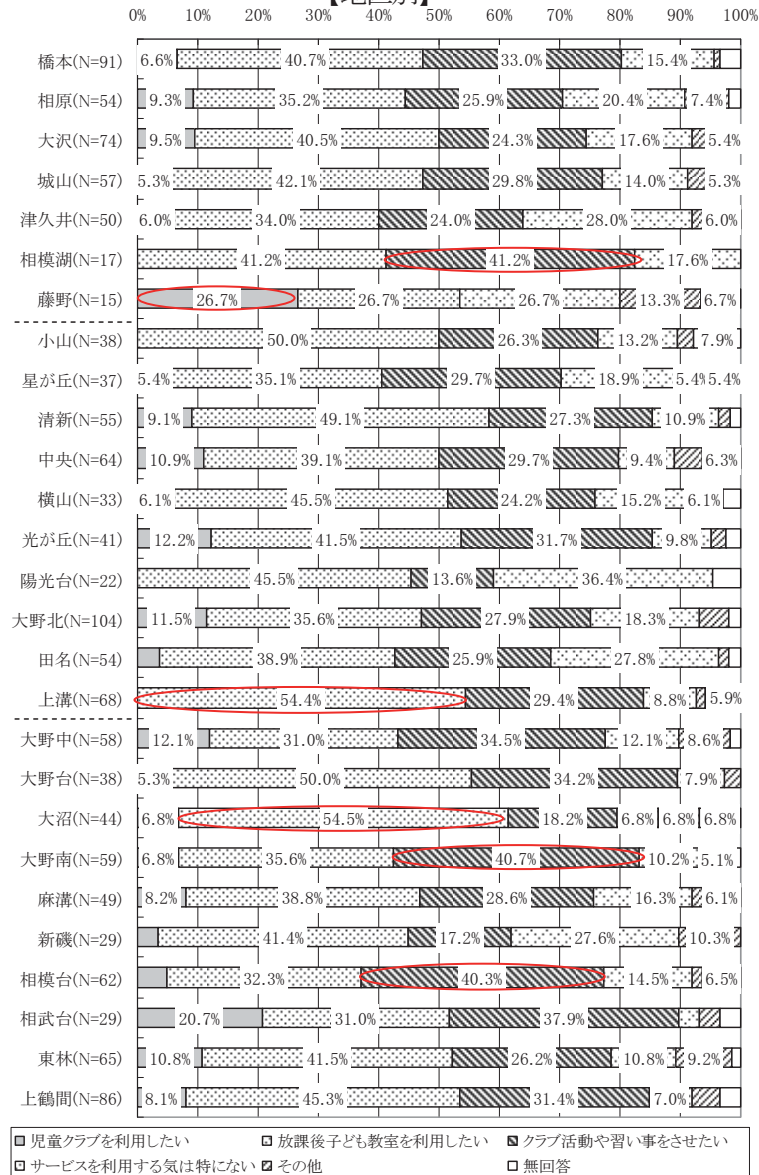 【地区別】
0% 10% 20% 30% 40% 50% 60% 70% 80% 90% 100%
橋本(N=91) 6.6% 40.7% 33.0% 15.4%
相原(N=54) 9.3% 35.2% 25.9% 20.4% 7.4%
大沢(N=74) 9.5% 40.5% 24.3% 17.6% 5.4%
城山(N=57) 5.3% 42.1% 29.8% 14.0% 5.3%
津久井(N=50) 6.0% 34.0% 24.0% 28.0% 6.0%
相模湖(N=17) 41.2% 41.2% 17.6%
藤野(N=15) 26.7% 26.7% 26.7% 13.3% 6.7%
小山(N=38) 50.0% 26.3% 13.2% 7.9%
星が丘(N=37) 5.4% 35.1% 29.7% 18.9% 5.4% 5.4%
清新(N=55) 9.1% 49.1% 27.3% 10.9%
中央(N=64) 10.9% 39.1% 29.7% 9.4% 6.3%
横山(N=33) 6.1% 45.5% 24.2% 15.2% 6.1%
光が丘(N=41) 12.2% 41.5% 31.7% 9.8%
陽光台(N=22) 45.5% 13.6% 36.4%
大野北(N=104) 11.5% 35.6% 27.9% 18.3%
田名(N=54) 38.9% 25.9% 27.8%
上溝(N=68) 54.4% 29.4% 8.8% 5.9%
大野中(N=58) 12.1% 31.0% 34.5% 12.1% 8.6%
大野台(N=38) 5.3% 50.0% 34.2% 7.9%
大沼(N=44) 6.8% 54.5% 18.2% 6.8% 6.8% 6.8%
大野南(N=59) 6.8% 35.6% 40.7% 10.2% 5.1%
麻溝(N=49) 8.2% 38.8% 28.6% 16.3% 6.1%
新磯(N=29) 41.4% 17.2% 27.6% 10.3%
相模台(N=62) 32.3% 40.3% 14.5% 6.5%
相武台(N=29) 20.7% 31.0% 37.9%
東林(N=65) 10.8% 41.5% 26.2% 10.8% 9.2%
上鶴間(N=86) 8.1% 45.3% 31.4% 7.0%
児童クラブを利用したい 放課後子ども教室を利用したい クラブ活動や習い事をさせたい
サービスを利用する気は特にない その他 無回答